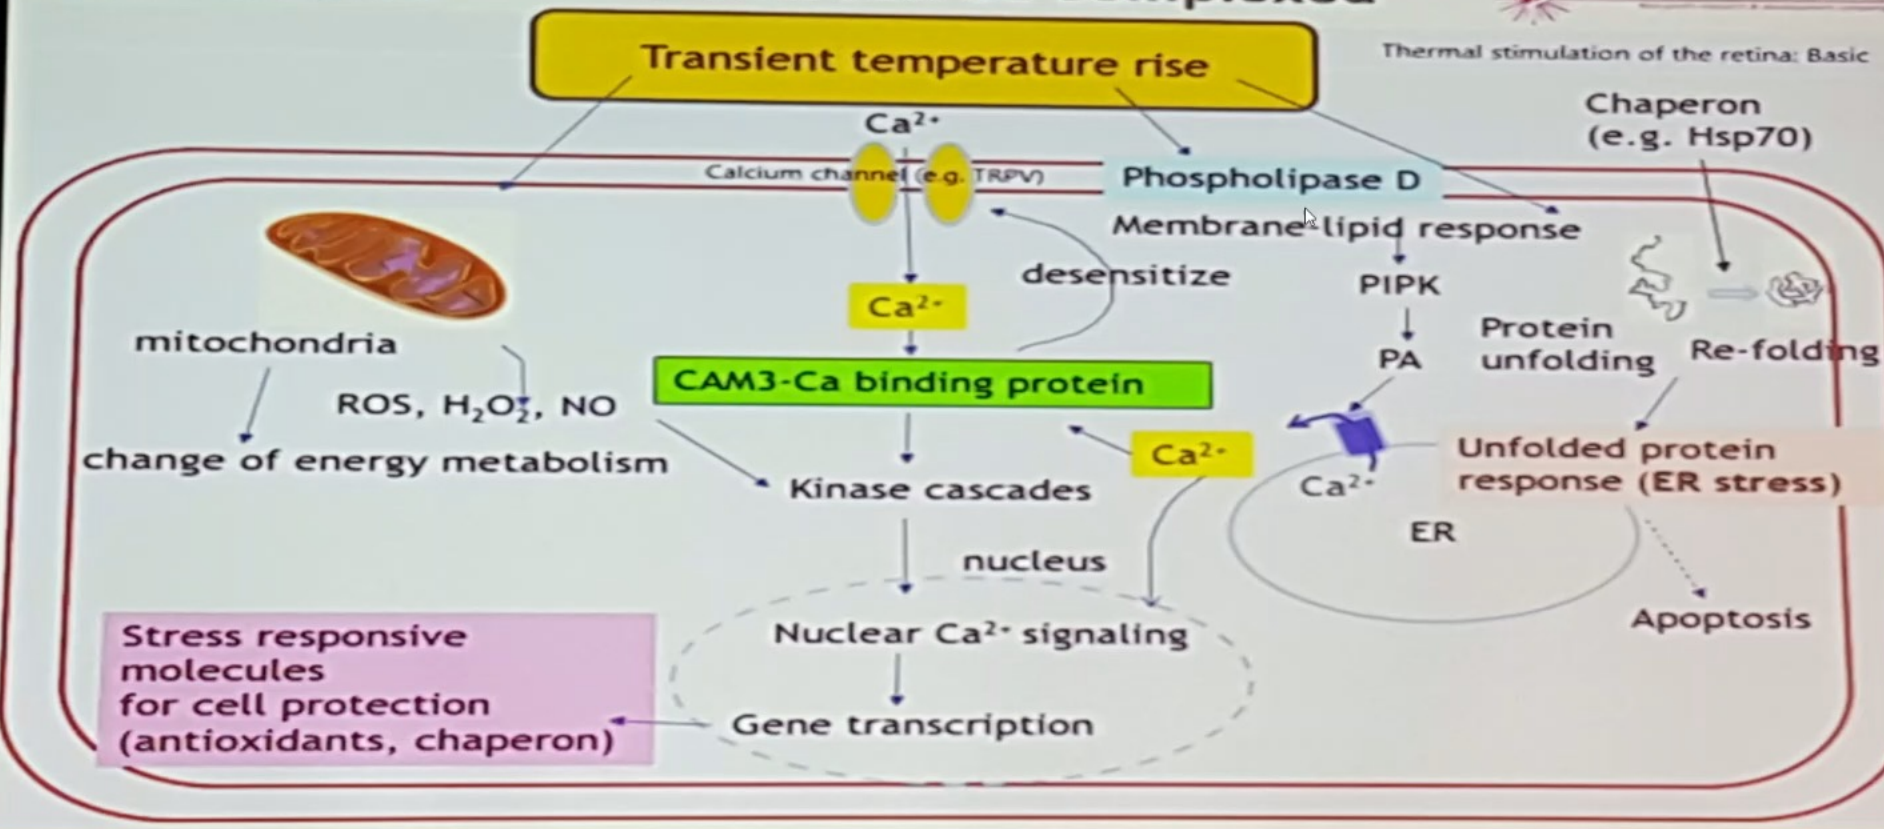 Transient temperature rise
Thermal stimulation of the retina: Basic
Chaperon
(e.g. Hsp70)
Ca²⁺
Calcium channel (e.g. TRPV)
Phospholipase D
Membrane lipid response
desensitize
Ca²⁺
PIPK
mitochondria
Protein
unfolding
Re-folding
PA
CAM3-Ca binding protein
ROS, H₂O₂, NO
change of energy metabolism
Ca²⁺
Kinase cascades
Ca²⁺
Unfolded protein
response (ER stress)
ER
nucleus
Apoptosis
Nuclear Ca²⁺ signaling
Gene transcription
Stress responsive
molecules
for cell protection
(antioxidants, chaperon)